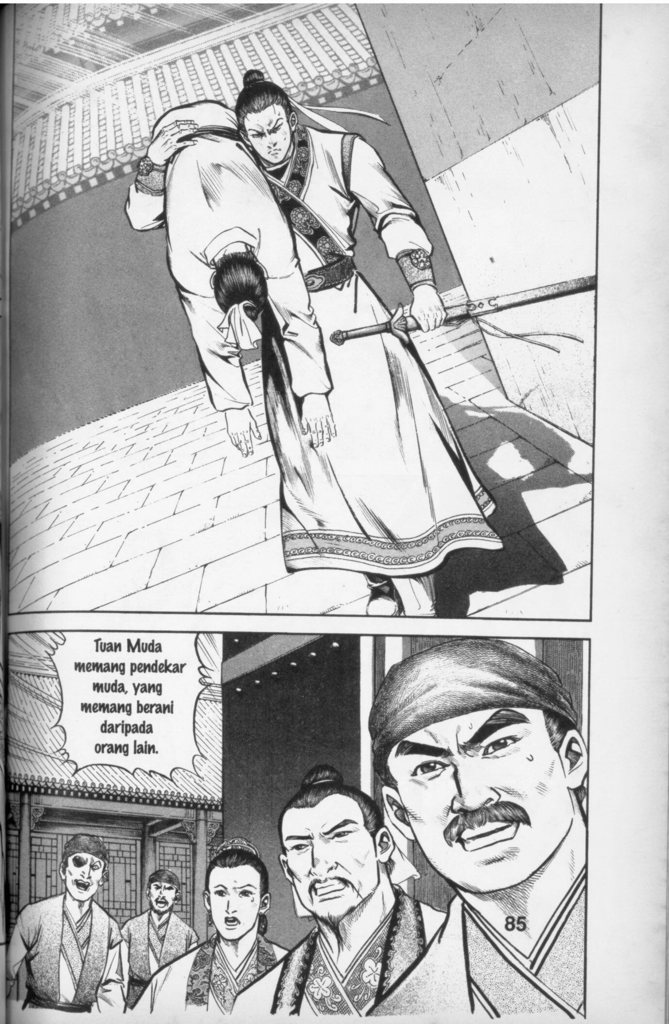 Tuan Muda
memang pendekar
muda, yang
memang berani
daripada
orang lain.
85